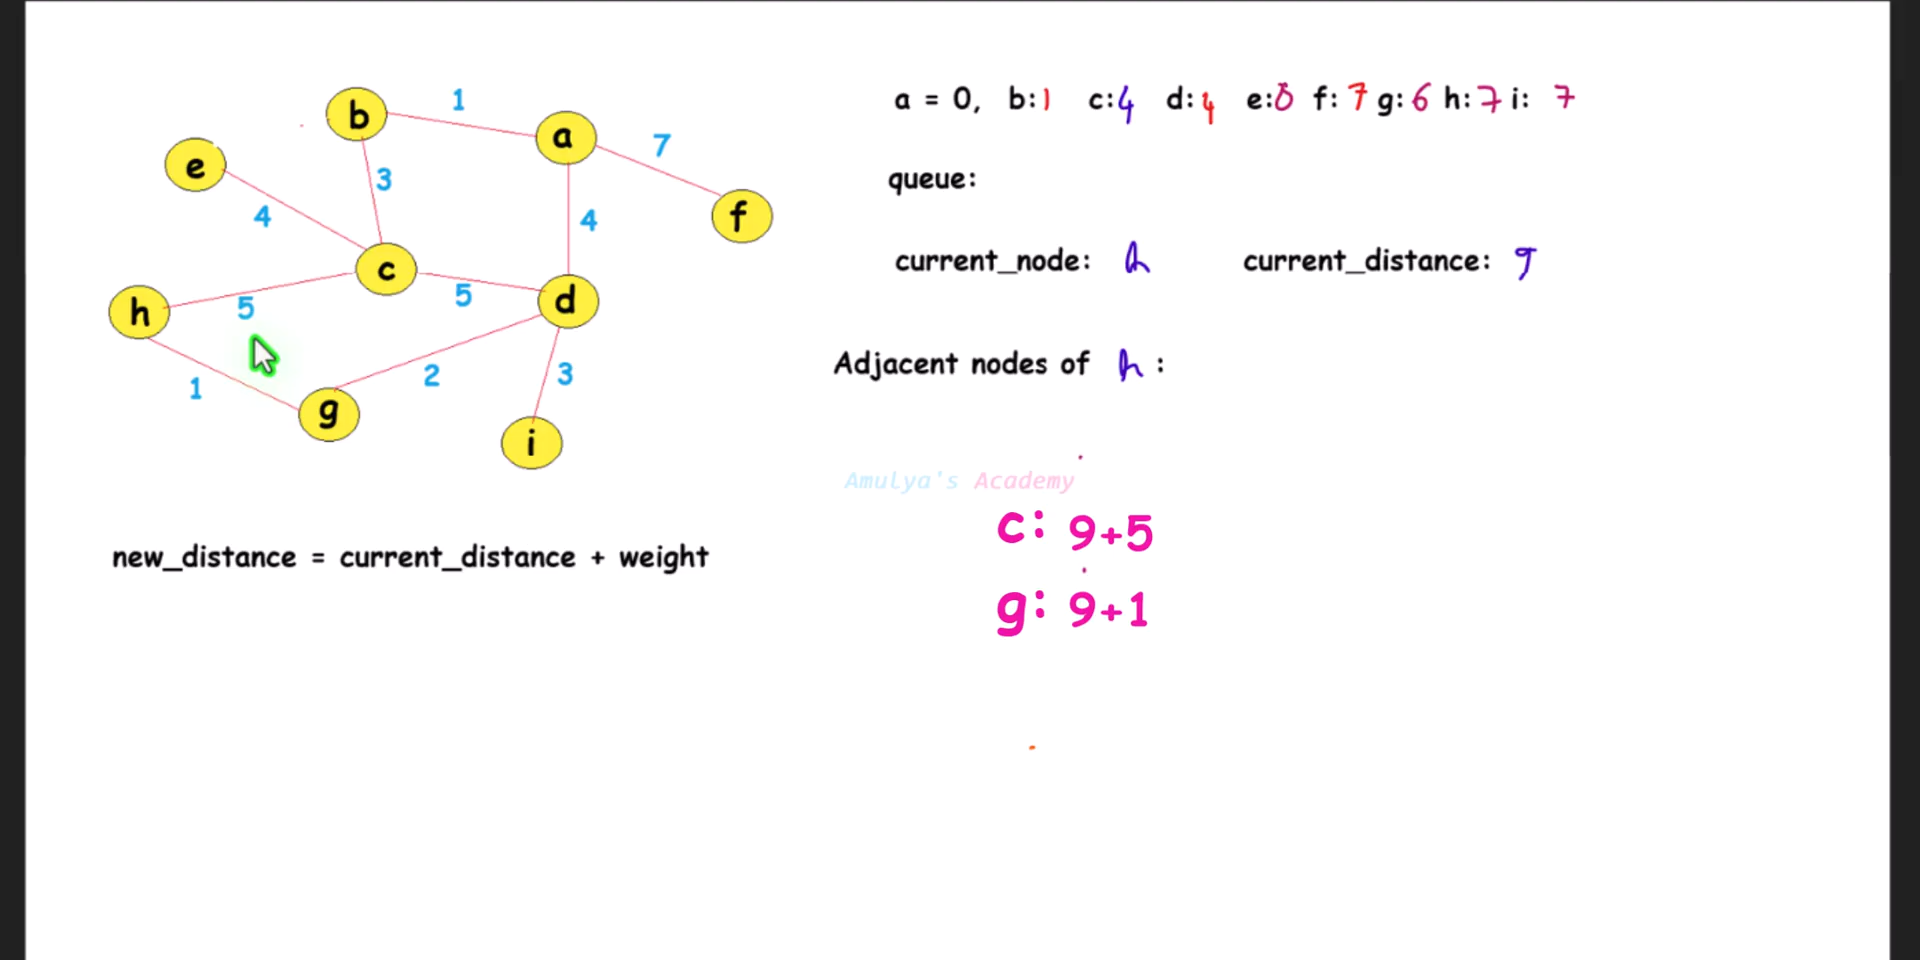 b 1 a 7
e 3
4 4 f
c
h 5 5 d
1 g 2 3
i
a = 0, b:1 c:4 d:4 e:8 f:7 g:6 h:7 i: 7
queue:
current_node: h current_distance: 9
Adjacent nodes of h :
Amulya's Academy
c: 9+5
g: 9+1
new_distance = current_distance + weight